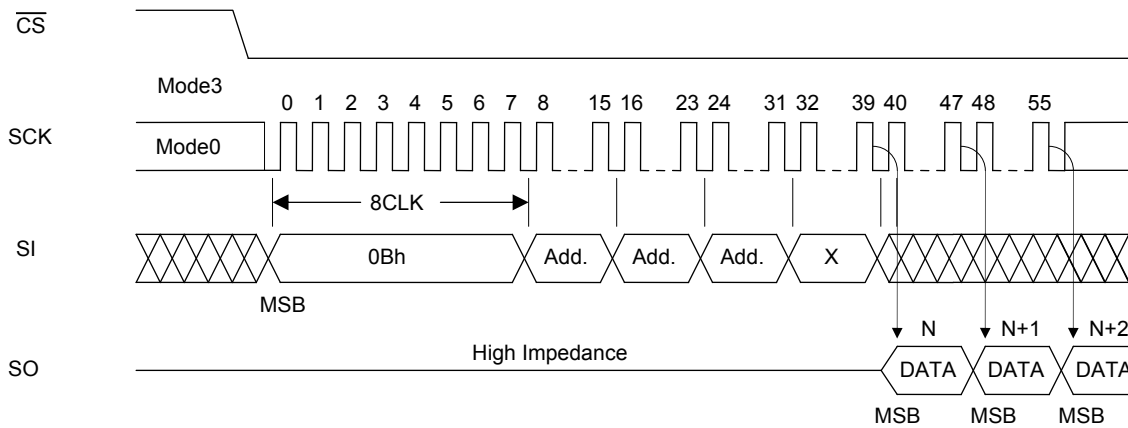 CS
Mode3
0 1 2 3 4 5 6 7 8 15 16 23 24 31 32 39 40 47 48 55
SCK
Mode0
8CLK
SI
0Bh Add. Add. Add. X
MSB
N N+1 N+2
High Impedance
SO
DATA DATA DATA
MSB MSB MSB